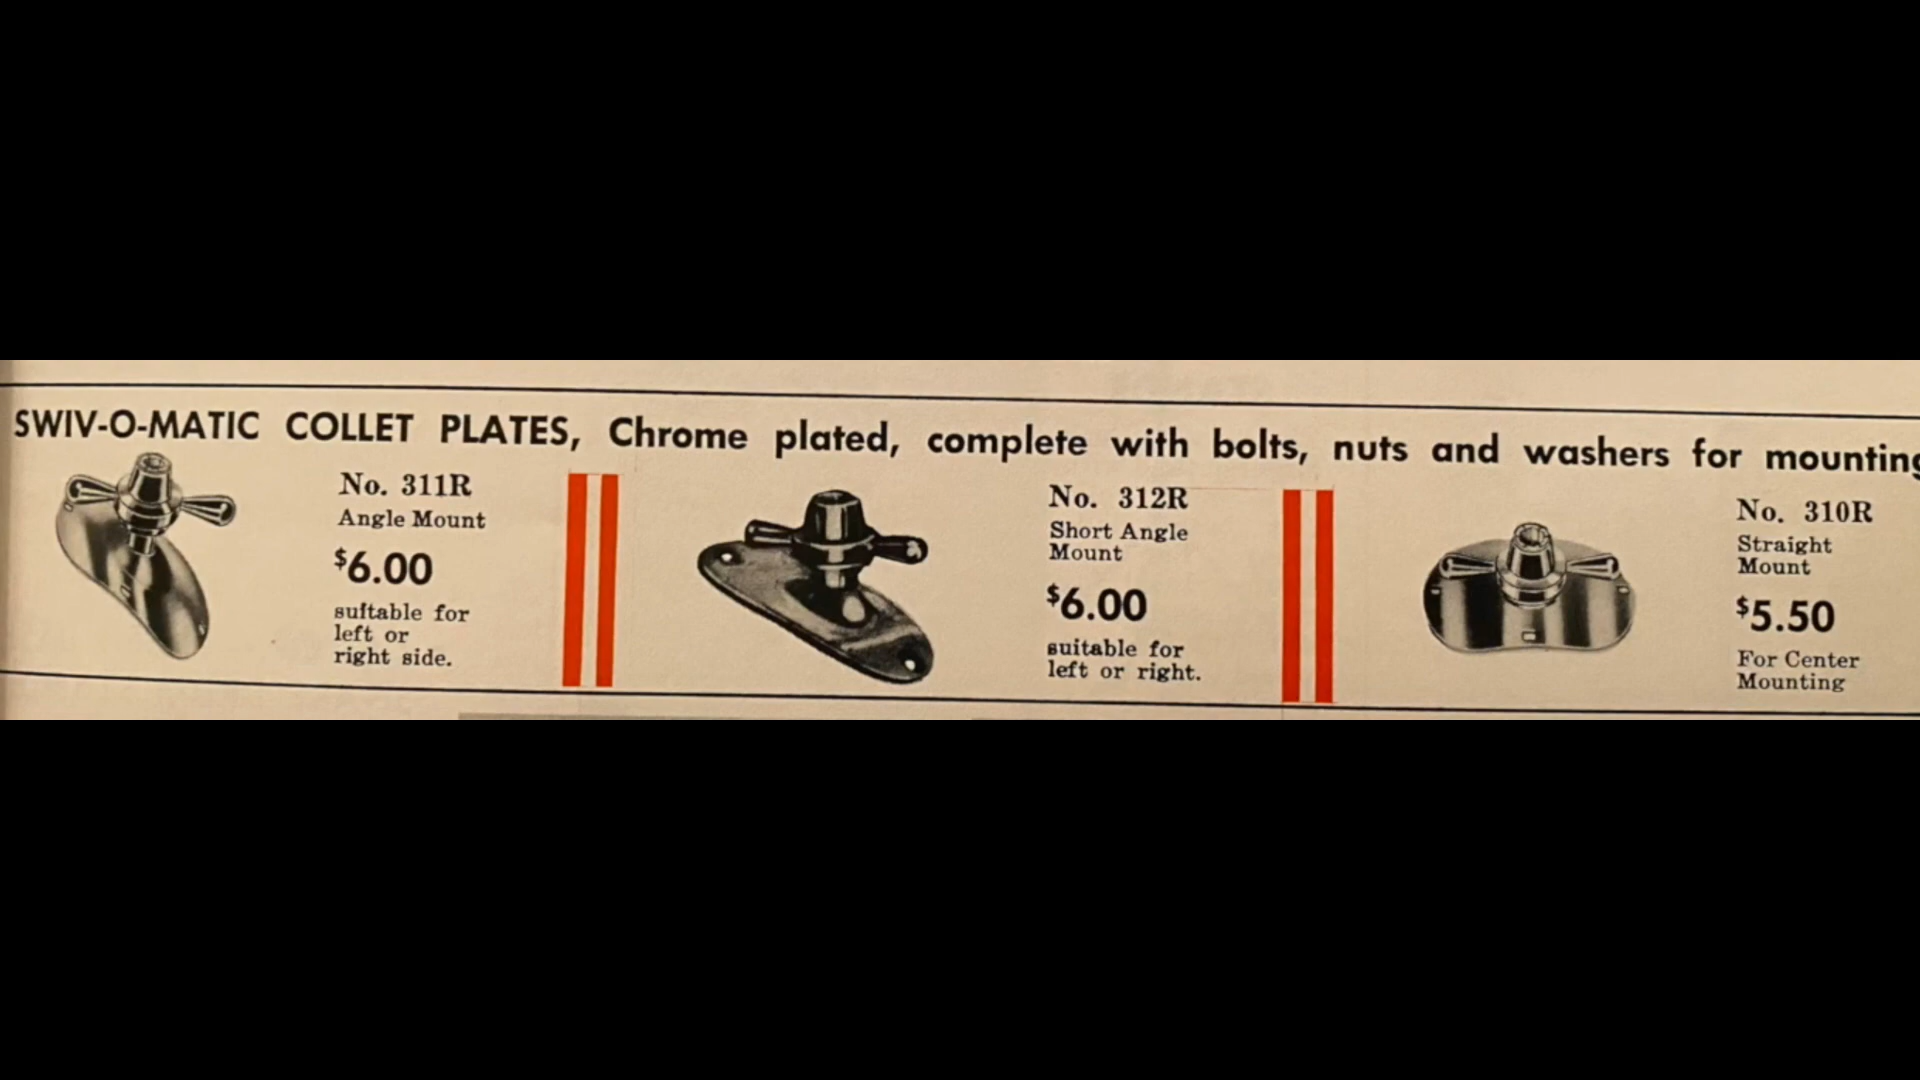 SWIV-O-MATIC COLLET PLATES, Chrome plated, complete with bolts, nuts and washers for mounting
No. 311R
Angle Mount
$6.00
suitable for
left or
right side.
No. 312R
Short Angle
Mount
$6.00
suitable for
left or right.
No. 310R
Straight
Mount
$5.50
For Center
Mounting